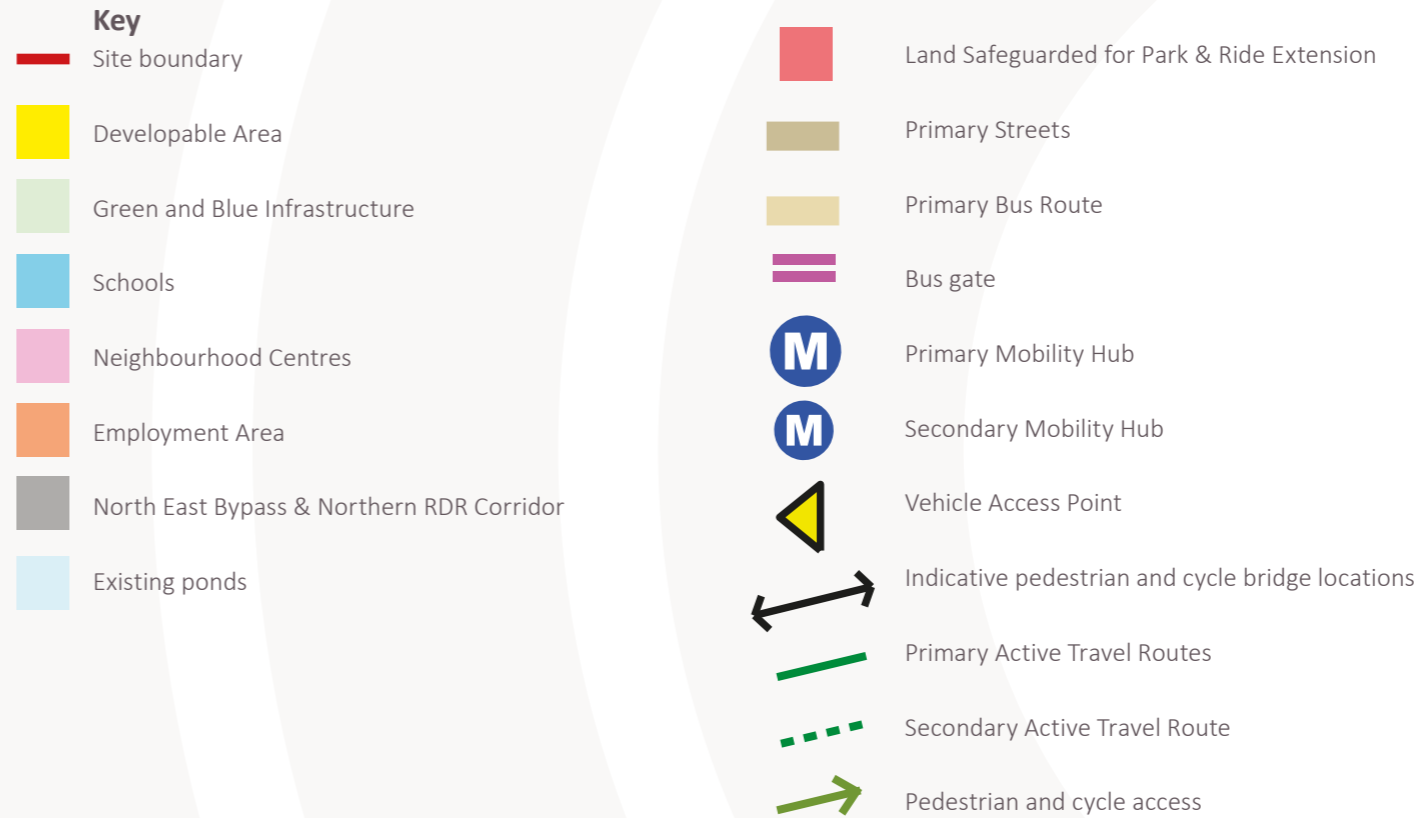 Key
Site boundary
Developable Area
Green and Blue Infrastructure
Schools
Neighbourhood Centres
Employment Area
North East Bypass & Northern RDR Corridor
Existing ponds
Land Safeguarded for Park & Ride Extension
Primary Streets
Primary Bus Route
Bus gate
M
Primary Mobility Hub
M
Secondary Mobility Hub
Vehicle Access Point
Indicative pedestrian and cycle bridge locations
Primary Active Travel Routes
Secondary Active Travel Route
Pedestrian and cycle access